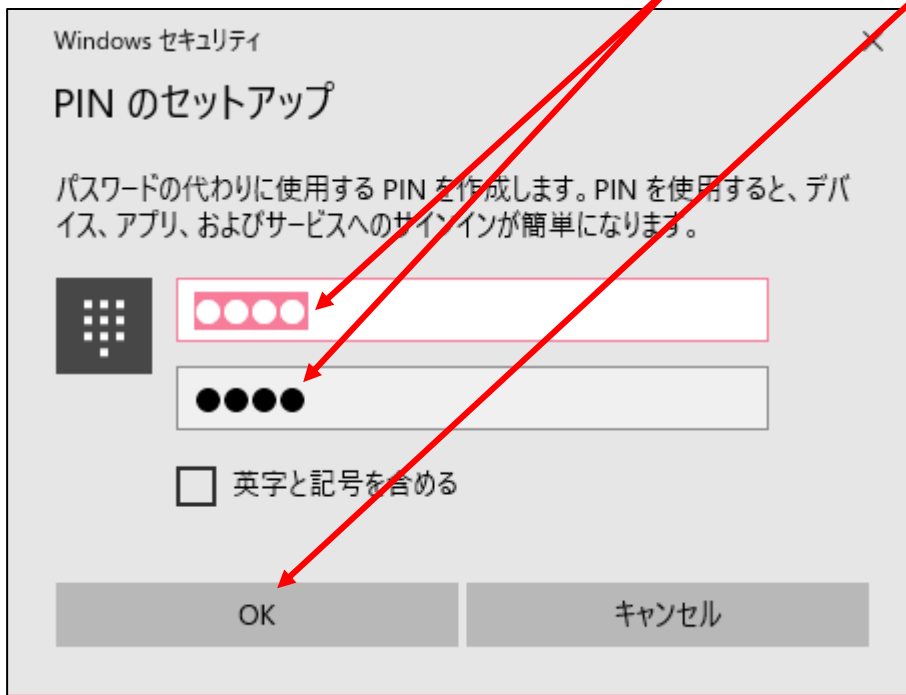 Windows セキュリティ
PIN のセットアップ
パスワードの代わりに使用する PIN を作成します。PIN を使用すると、デバ
イス、アプリ、およびサービスへのサインインが簡単になります。
●●●●
●●●●
英字と記号を含める
OK
キャンセル